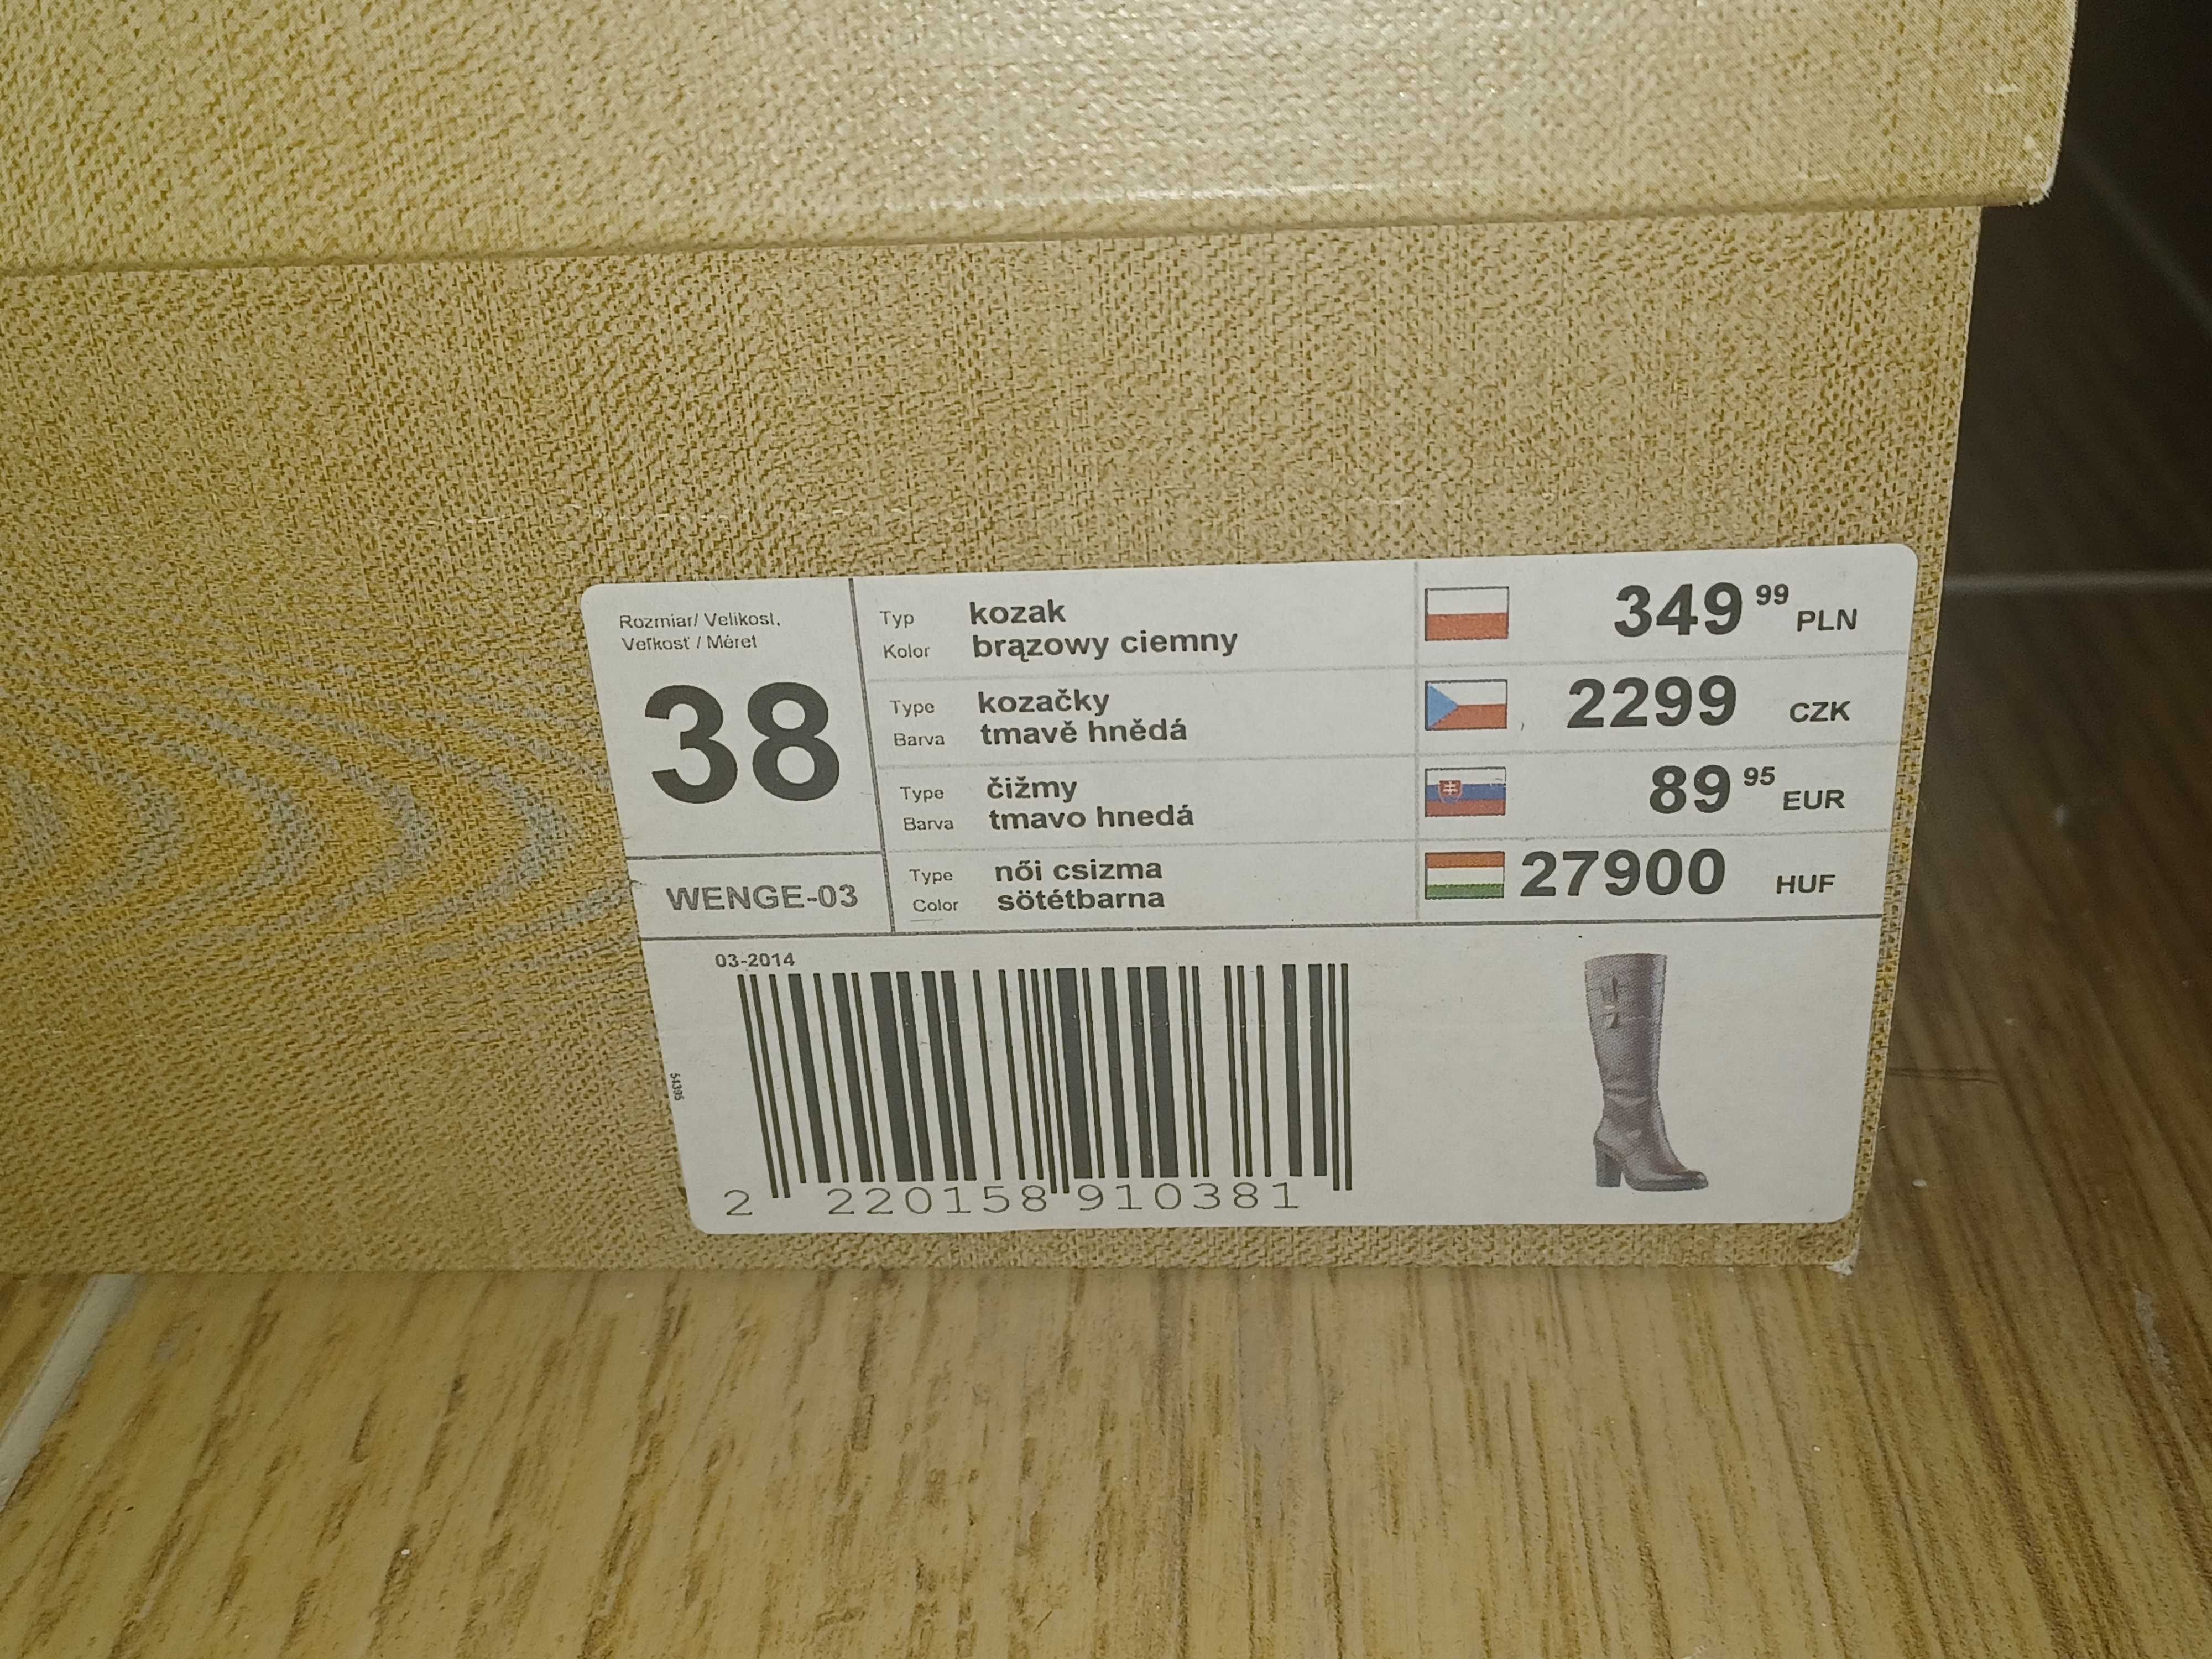 Rozmiar/ Velikost,
Veľkosť / Méret
38
WENGE-03
Typ kozak
Kolor brązowy ciemny
349 99 PLN
Type kozačky
Barva tmavě hnědá
2299 CZK
Type čižmy
Barva tmavo hnedá
89 95 EUR
Type női csizma
Color sötétbarna
27900 HUF
03-2014
54395
2 220158 910381